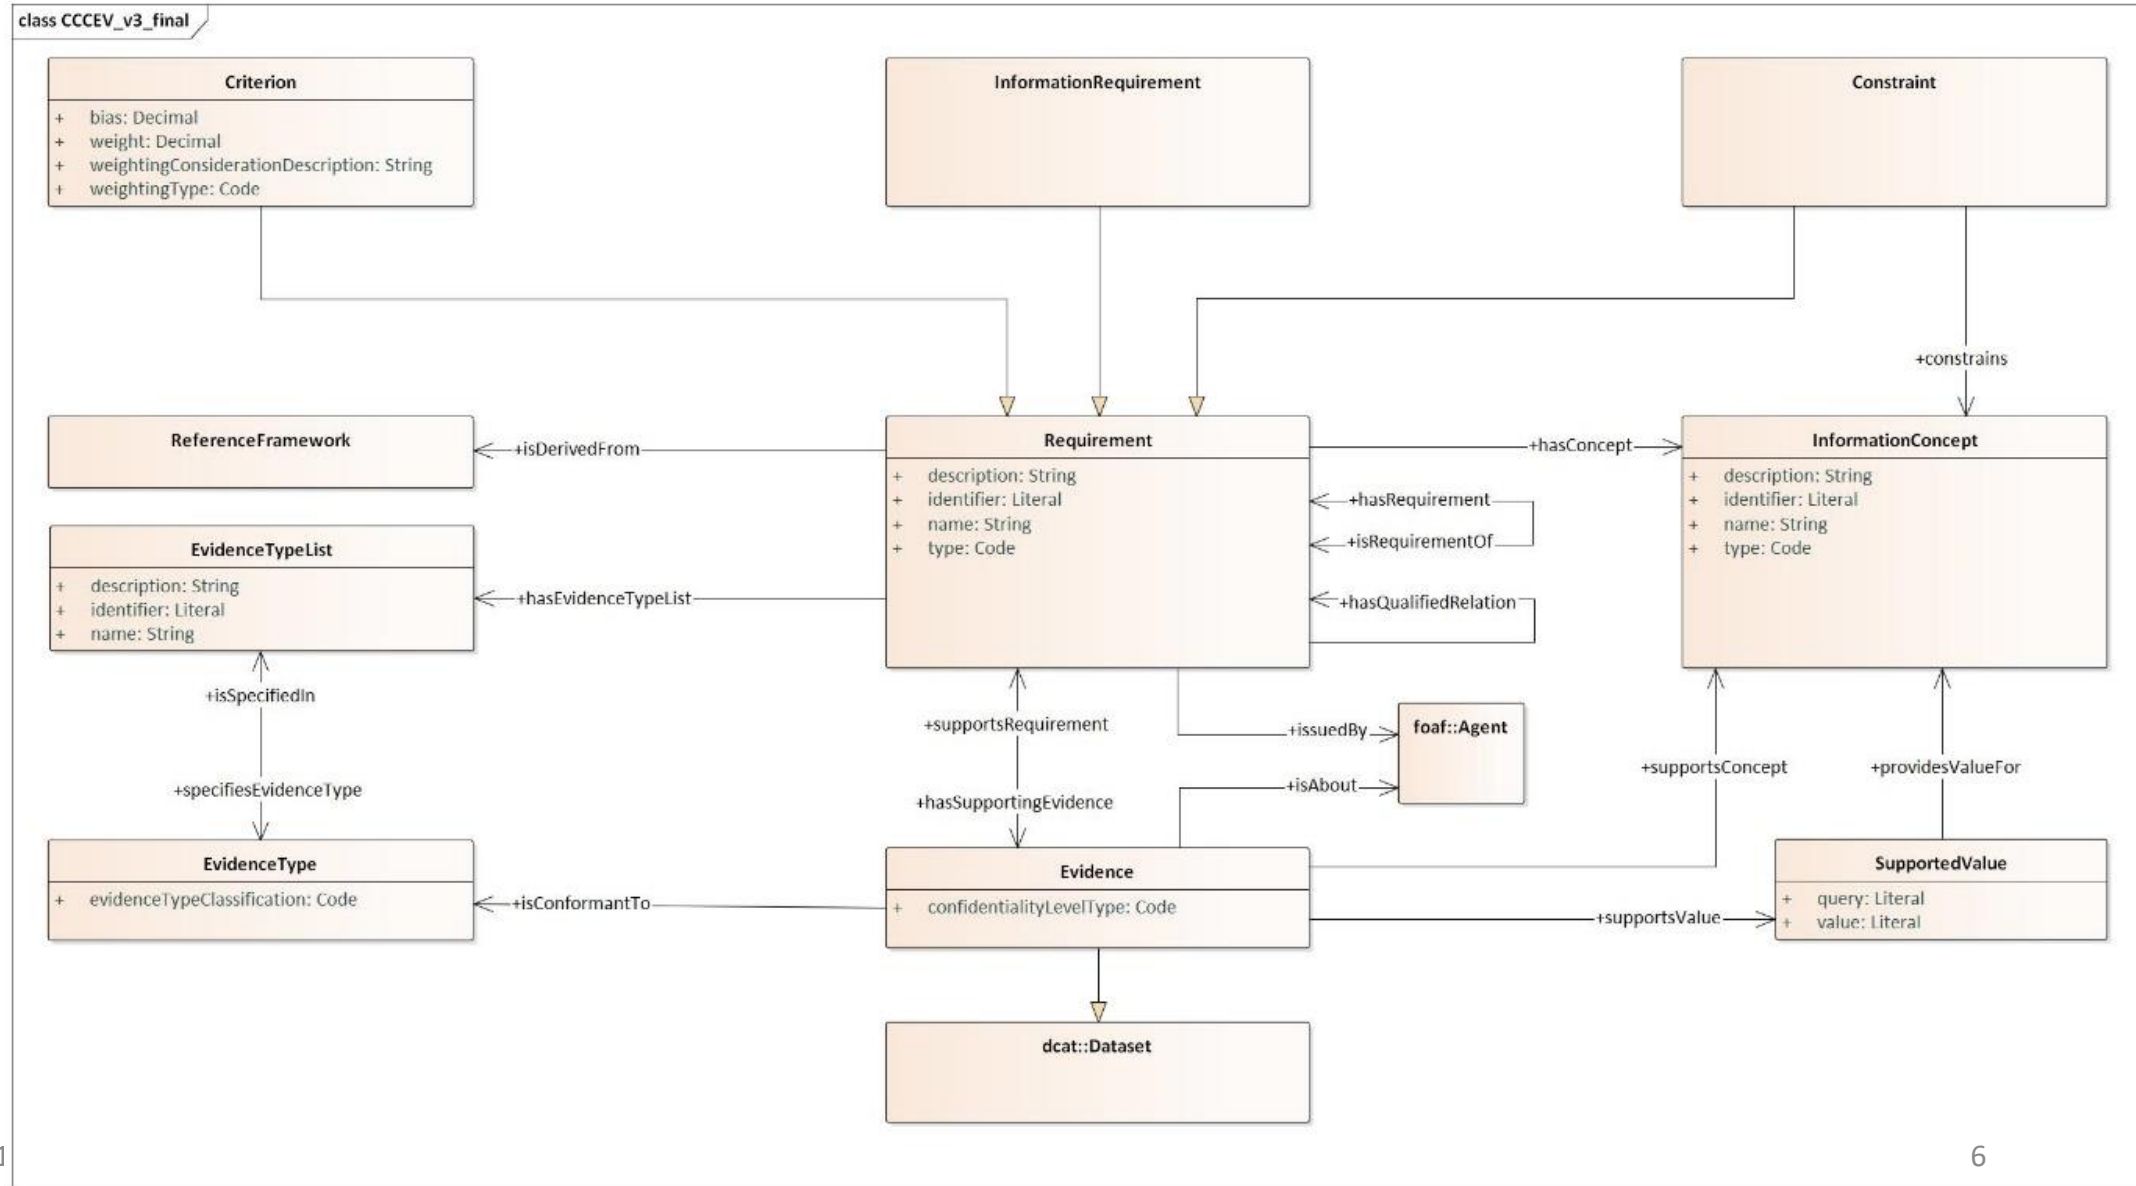 class CCCEV_v3_final
Criterion
+ bias: Decimal
+ weight: Decimal
+ weightingConsiderationDescription: String
+ weightingType: Code
InformationRequirement
Constraint
+constrains
ReferenceFramework
+isDerivedFrom
Requirement
+ description: String
+ identifier: Literal
+ name: String
+ type: Code
+hasConcept
+hasRequirement
+isRequirementOf
+hasQualifiedRelation
InformationConcept
+ description: String
+ identifier: Literal
+ name: String
+ type: Code
EvidenceTypeList
+ description: String
+ identifier: Literal
+ name: String
+hasEvidenceTypeList
+isSpecifiedIn
+specifiesEvidenceType
+supportsRequirement
+hasSupportingEvidence
+issuedBy
+isAbout
foaf::Agent
+supportsConcept
+providesValueFor
EvidenceType
+ evidenceTypeClassification: Code
+isConformantTo
Evidence
+ confidentialityLevelType: Code
+supportsValue
SupportedValue
+ query: Literal
+ value: Literal
dcat::Dataset
6